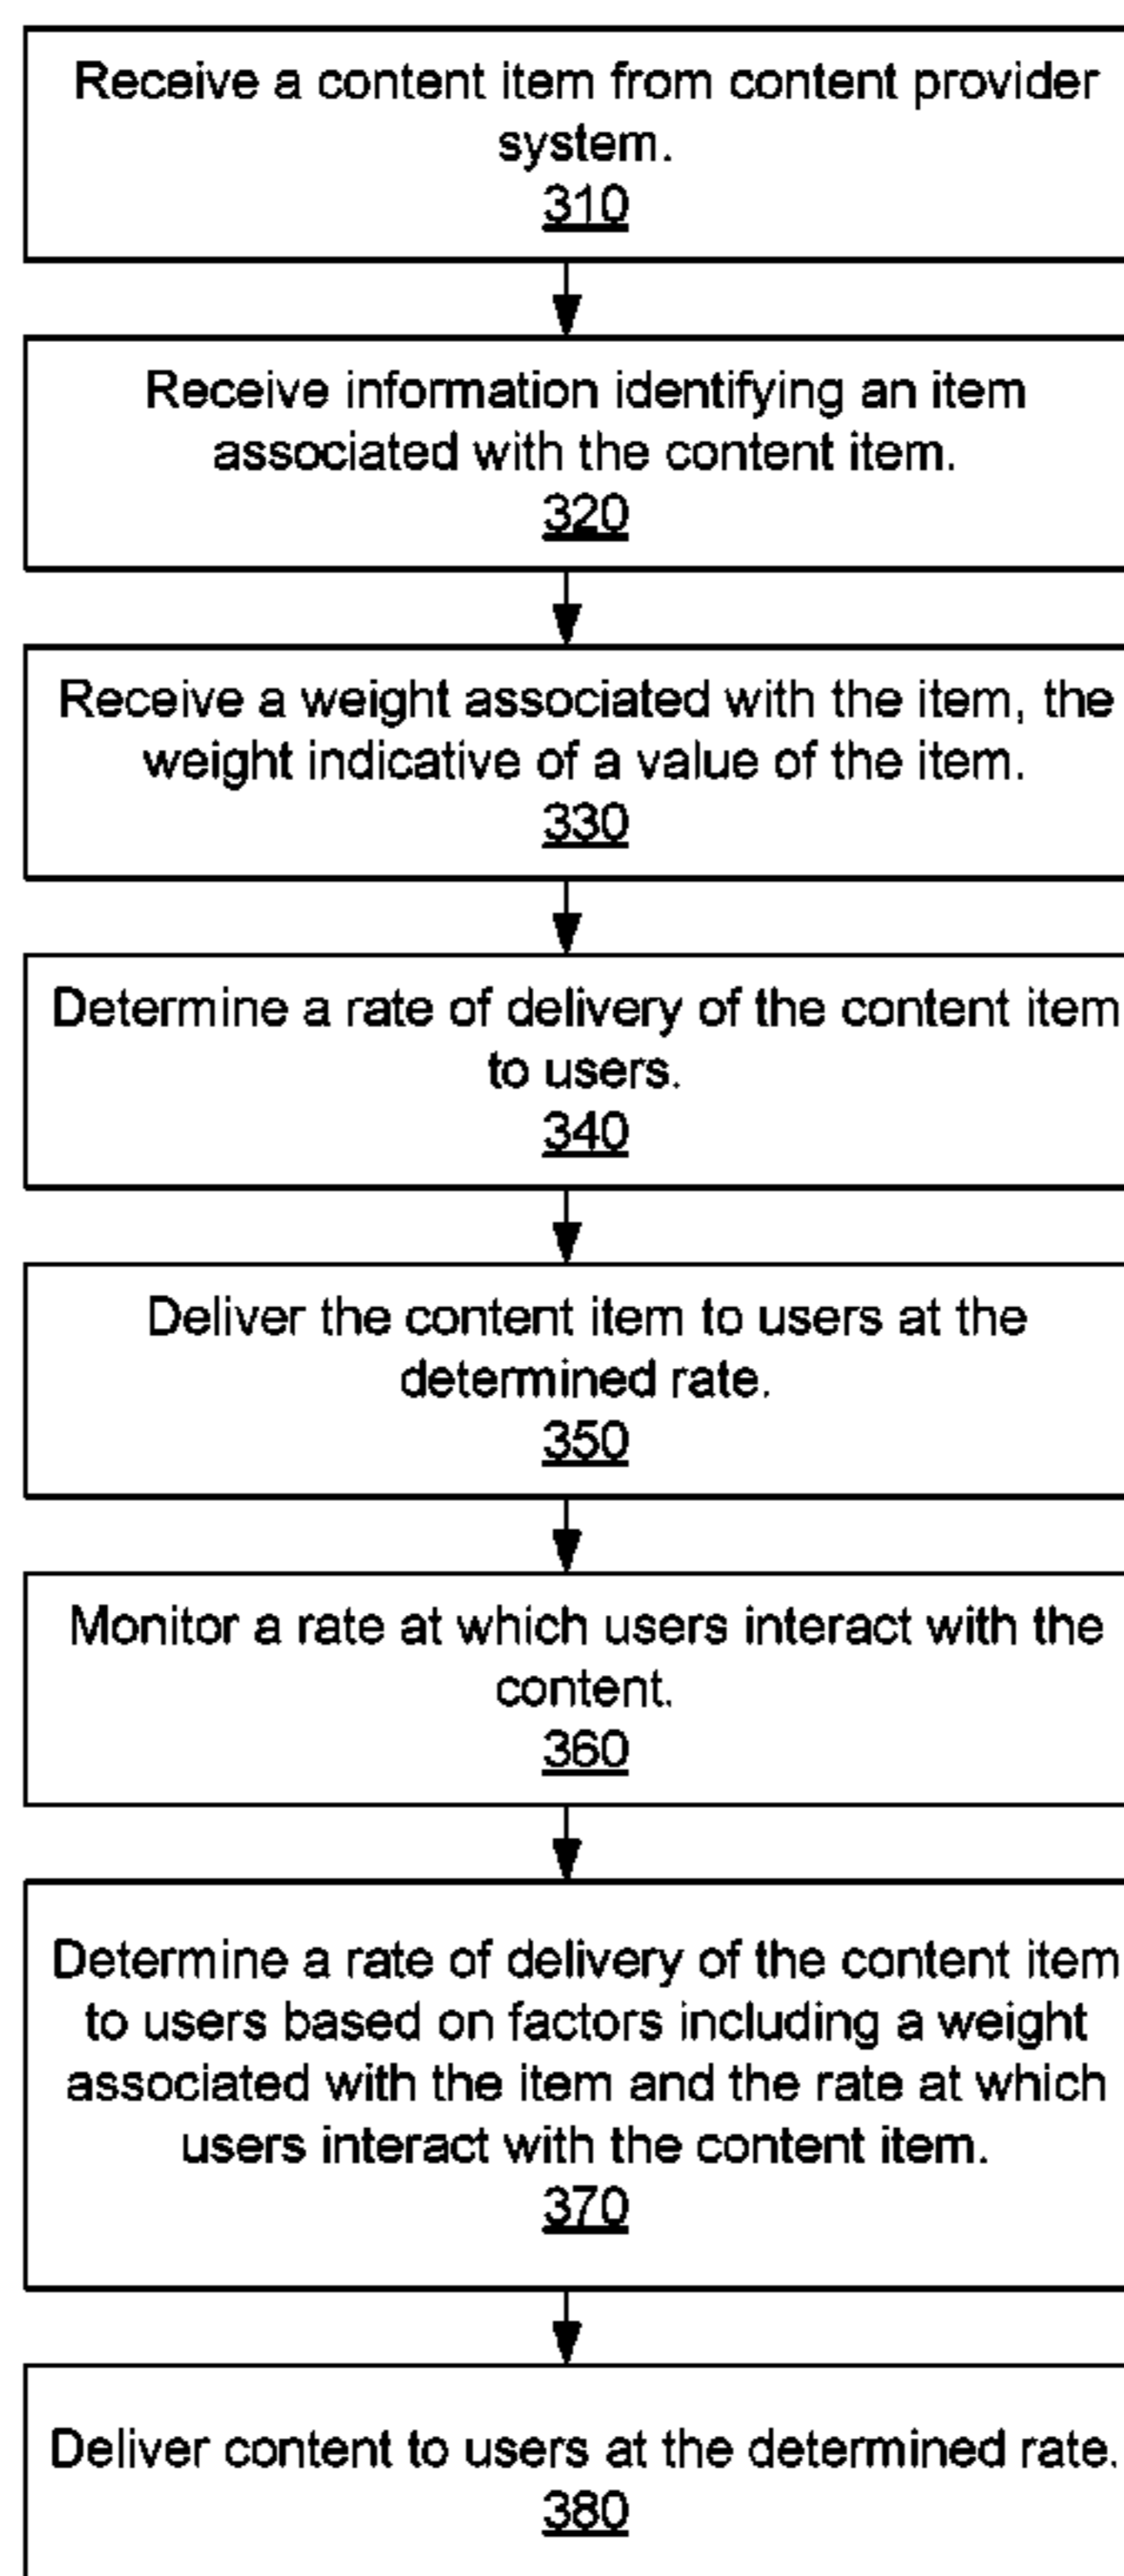 Receive a content item from content provider
system.
310
Receive information identifying an item
associated with the content item.
320
Receive a weight associated with the item, the
weight indicative of a value of the item.
330
Determine a rate of delivery of the content item
to users.
340
Deliver the content item to users at the
determined rate.
350
Monitor a rate at which users interact with the
content.
360
Determine a rate of delivery of the content item
to users based on factors including a weight
associated with the item and the rate at which
users interact with the content item.
370
Deliver content to users at the determined rate.
380